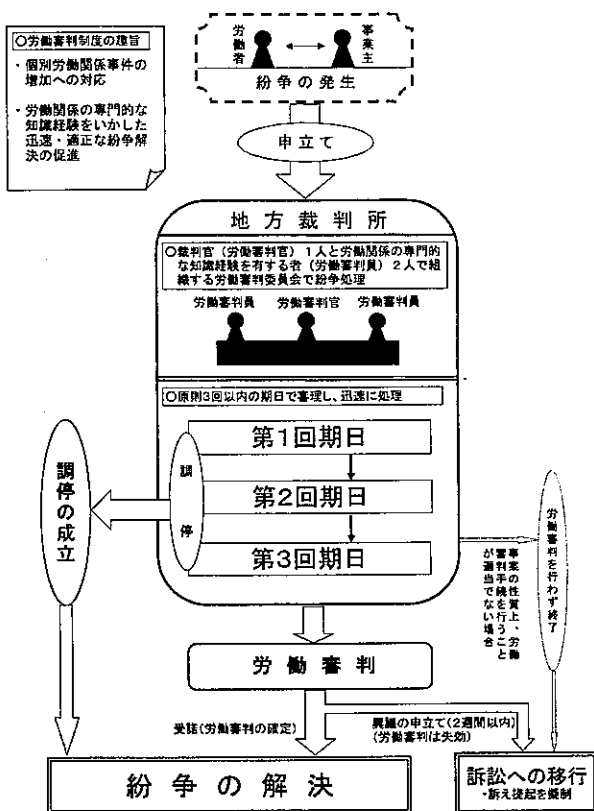 ○労働審判制度の趣旨
・個別労働関係事件の
増加への対応
・労働関係の専門的な
知識経験をいかした
迅速・適正な紛争解
決の促進
労働者
事業主
紛争の発生
申立て
地方裁判所
○裁判官(労働審判官)1人と労働関係の専門的
な知識経験を有する者(労働審判員)2人で組
織する労働審判委員会で紛争処理
労働審判員 労働審判官 労働審判員
○原則3回以内の期日で審理し、迅速に処理
第1回期日
第2回期日
第3回期日
調停
調停の成立
事案の性質上、労働
審判手続を行うこと
が適当でない場合
労働審判を行わず終了
労働審判
受諾(労働審判の確定)
異議の申立て(2週間以内)
(労働審判は失効)
紛争の解決
訴訟への移行
・訴え提起を擬制